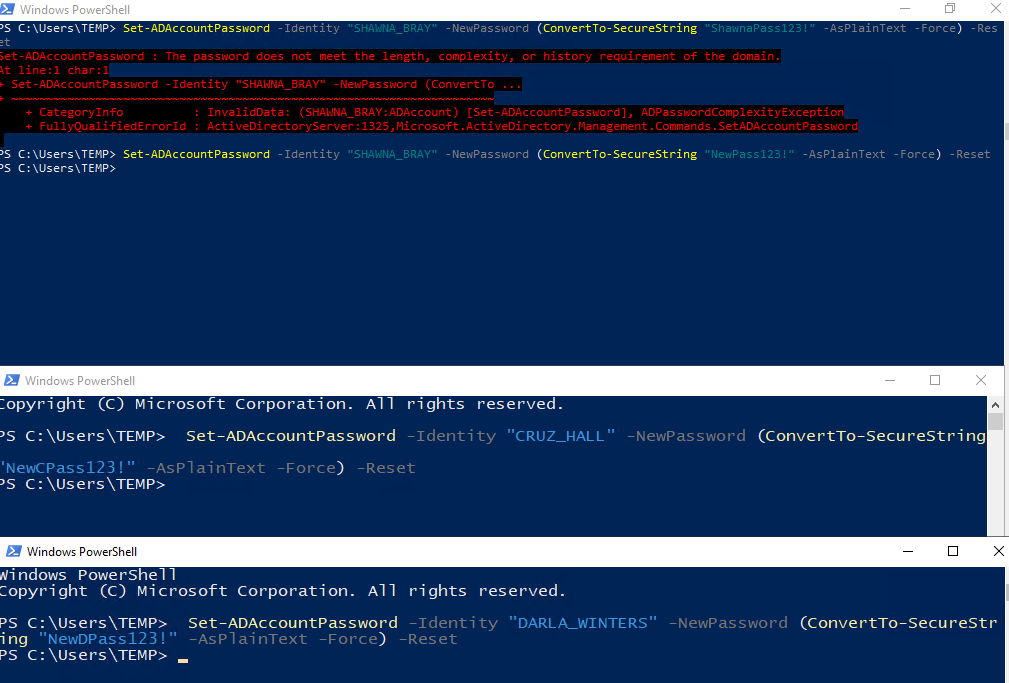 Windows PowerShell
PS C:\Users\TEMP> Set-ADAccountPassword -Identity "SHAWNA_BRAY" -NewPassword (ConvertTo-SecureString "ShawnaPass123!" -AsPlainText -Force) -Res
et
Set-ADAccountPassword : The password does not meet the length, complexity, or history requirement of the domain.
At line:1 char:1
+ Set-ADAccountPassword -Identity "SHAWNA_BRAY" -NewPassword (ConvertTo ...
+ ~~~~~~~~~~~~~~~~~~~~~~~~~~~~~~~~~~~~~~~~~~~~~~~~~~~~~~~~~~~~~~~~~~~~~
+ CategoryInfo : InvalidData: (SHAWNA_BRAY:ADAccount) [Set-ADAccountPassword], ADPasswordComplexityException
+ FullyQualifiedErrorId : ActiveDirectoryServer:1325,Microsoft.ActiveDirectory.Management.Commands.SetADAccountPassword
PS C:\Users\TEMP> Set-ADAccountPassword -Identity "SHAWNA_BRAY" -NewPassword (ConvertTo-SecureString "NewPass123!" -AsPlainText -Force) -Reset
PS C:\Users\TEMP>
Windows PowerShell
Copyright (C) Microsoft Corporation. All rights reserved.
PS C:\Users\TEMP> Set-ADAccountPassword -Identity "CRUZ_HALL" -NewPassword (ConvertTo-SecureString
"NewCPass123!" -AsPlainText -Force) -Reset
PS C:\Users\TEMP>
Windows PowerShell
Windows PowerShell
Copyright (C) Microsoft Corporation. All rights reserved.
PS C:\Users\TEMP> Set-ADAccountPassword -Identity "DARLA_WINTERS" -NewPassword (ConvertTo-SecureStr
ing "NewDPass123!" -AsPlainText -Force) -Reset
PS C:\Users\TEMP>